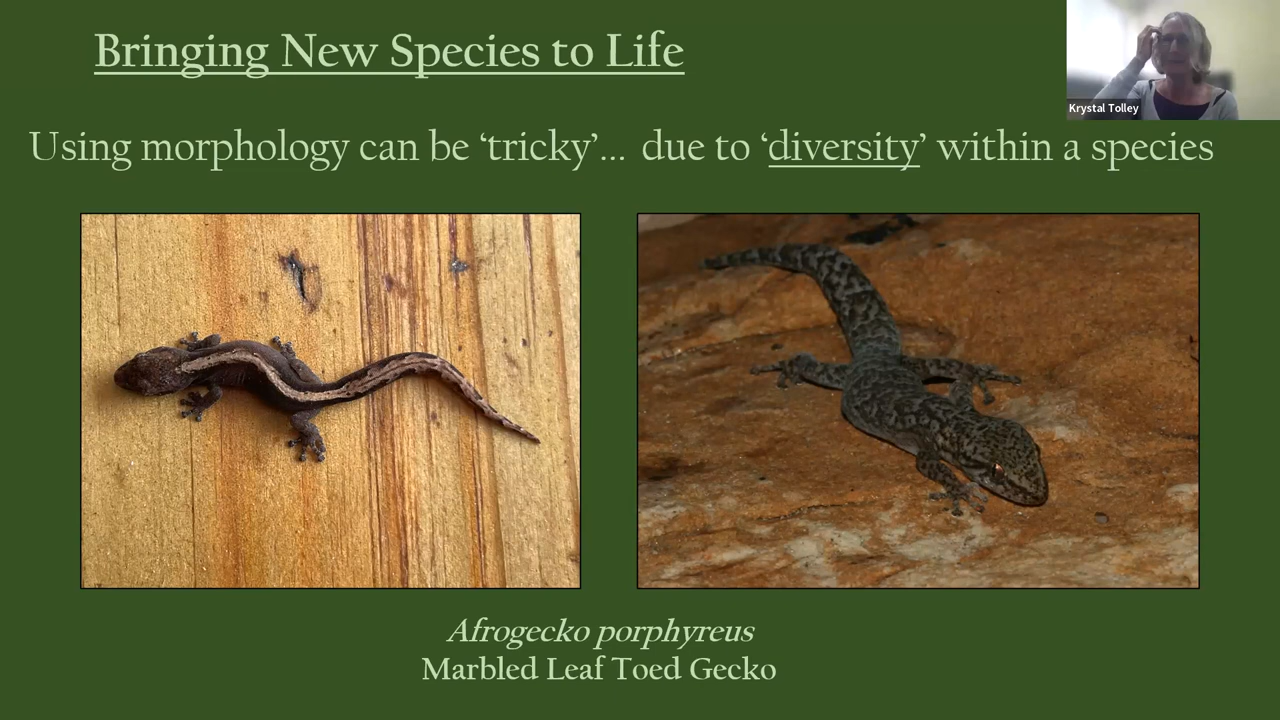 Bringing New Species to Life
Krystal Tolley
Using morphology can be ‘tricky’... due to ‘diversity’ within a species
Afrogecko porphyreus
Marbled Leaf Toed Gecko